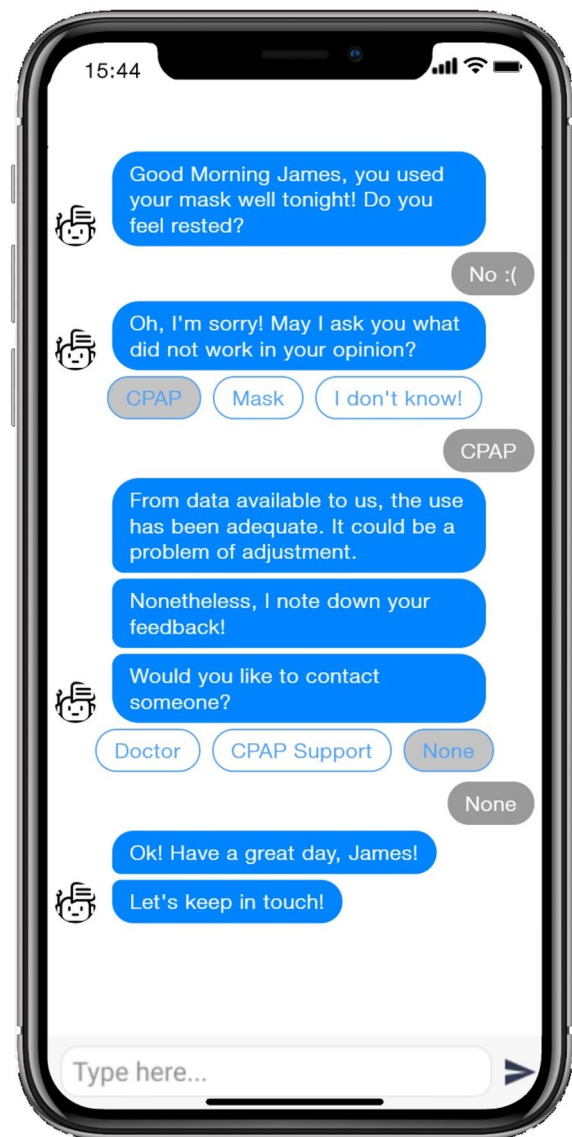 15:44
Good Morning James, you used
your mask well tonight! Do you
feel rested?
No :(
Oh, I'm sorry! May I ask you what
did not work in your opinion?
CPAP Mask I don't know!
CPAP
From data available to us, the use
has been adequate. It could be a
problem of adjustment.
Nonetheless, I note down your
feedback!
Would you like to contact
someone?
Doctor CPAP Support None
None
Ok! Have a great day, James!
Let's keep in touch!
Type here...